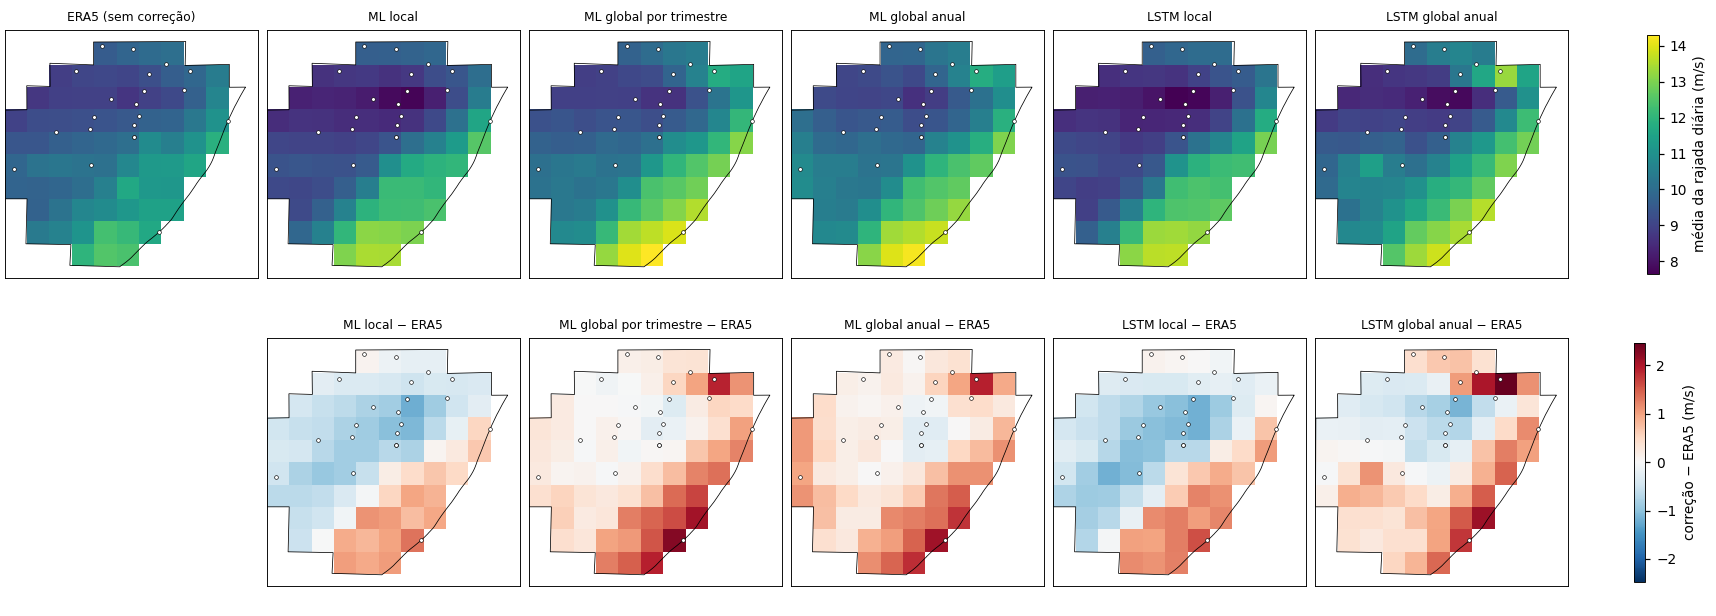 ERA5 (sem correção)
ML local
ML global por trimestre
ML global anual
LSTM local
LSTM global anual
14
13
12
11
10
9
8
média da rajada diária (m/s)
ML local − ERA5
ML global por trimestre − ERA5
ML global anual − ERA5
LSTM local − ERA5
LSTM global anual − ERA5
2
1
0
−1
−2
correção − ERA5 (m/s)